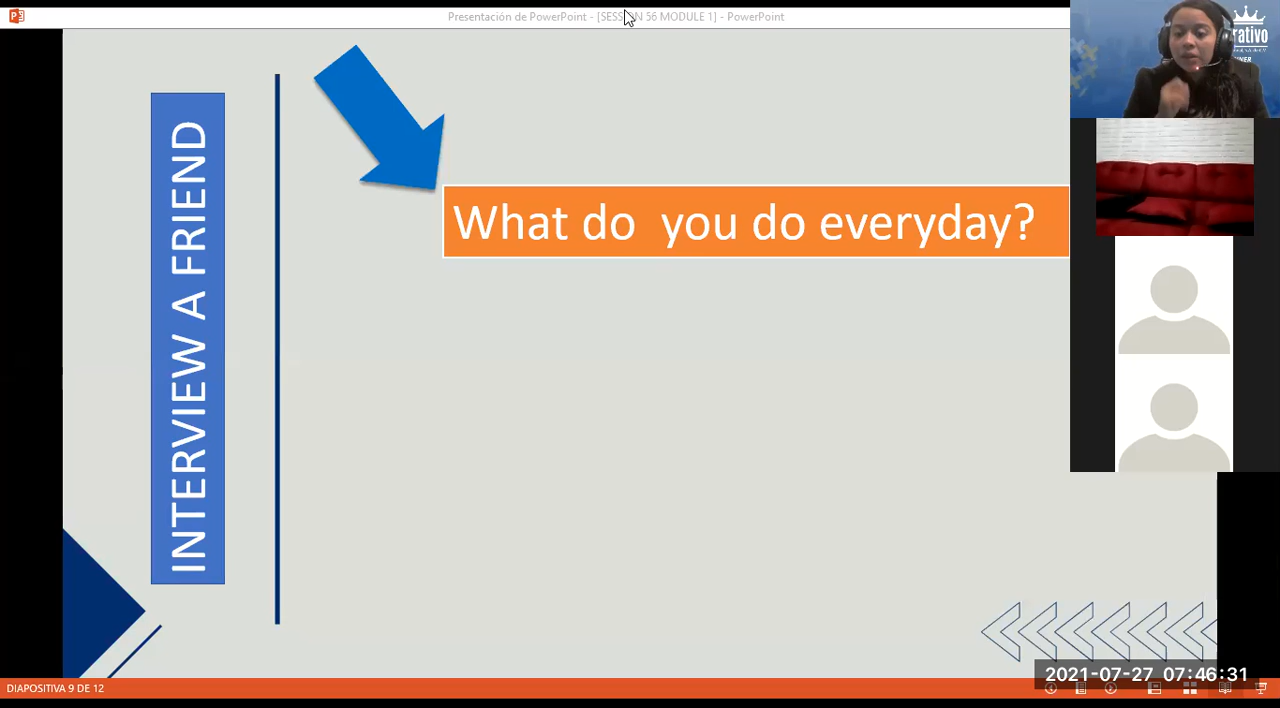 Presentación de PowerPoint - [SESSION 56 MODULE 1] - PowerPoint
rativo
INTERVIEW A FRIEND
What do  you do everyday?
2021-07-27 07:46:31
DIAPOSITIVA 9 DE 12